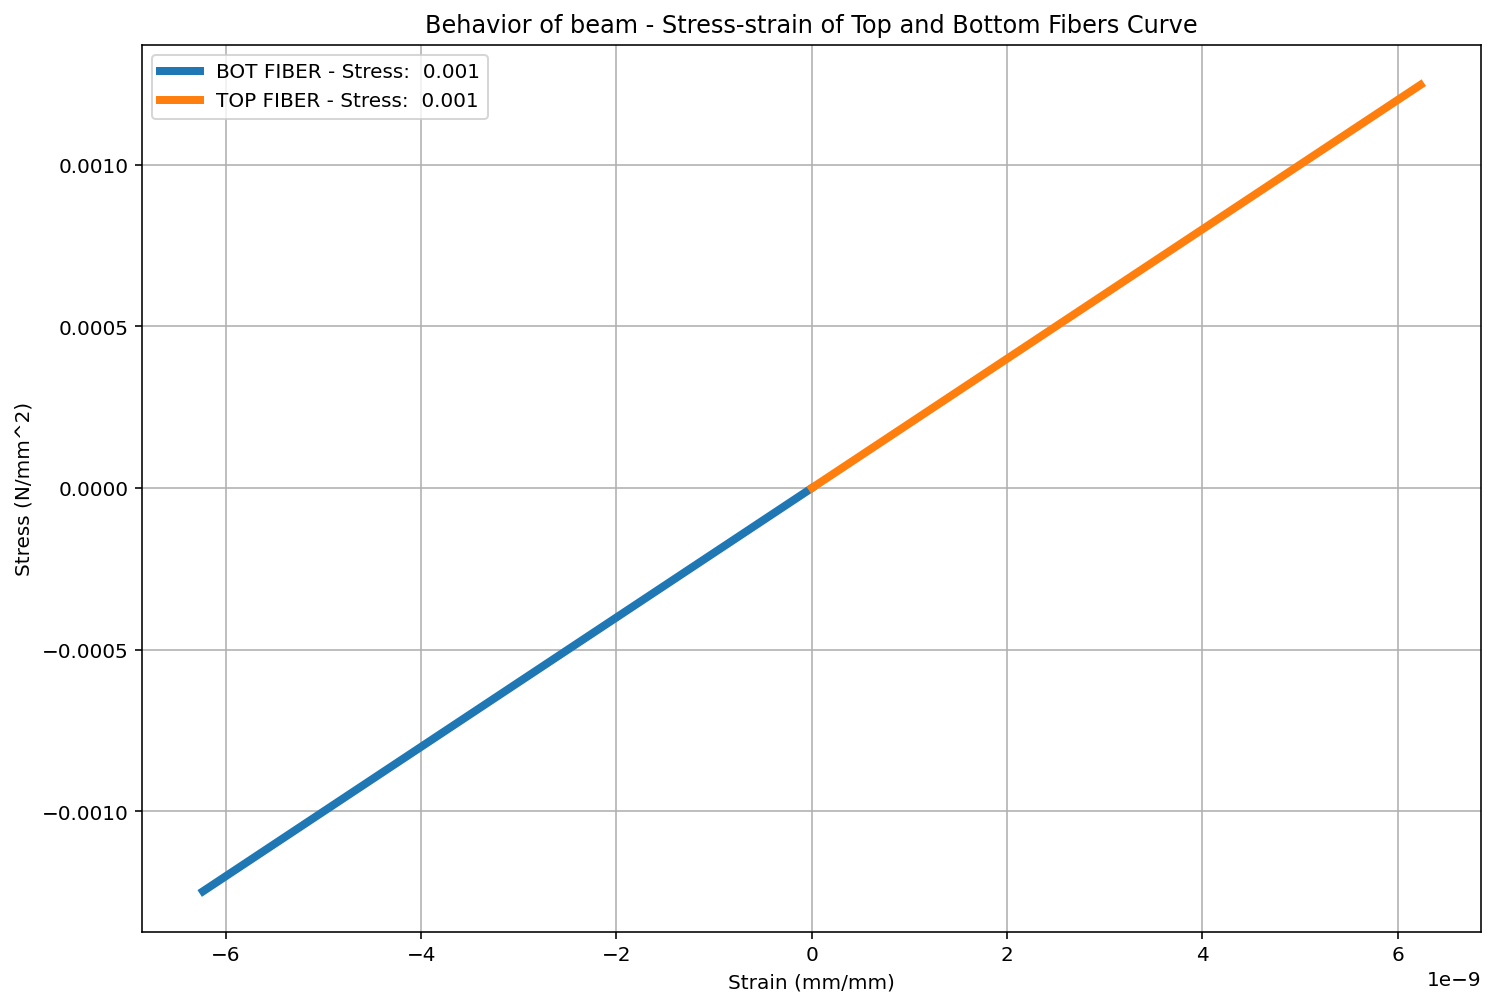 Behavior of beam - Stress-strain of Top and Bottom Fibers Curve
BOT FIBER - Stress:  0.001
TOP FIBER - Stress:  0.001
Stress (N/mm^2)
0.0010
0.0005
0.0000
−0.0005
−0.0010
−6
−4
−2
0
2
4
6
1e−9
Strain (mm/mm)